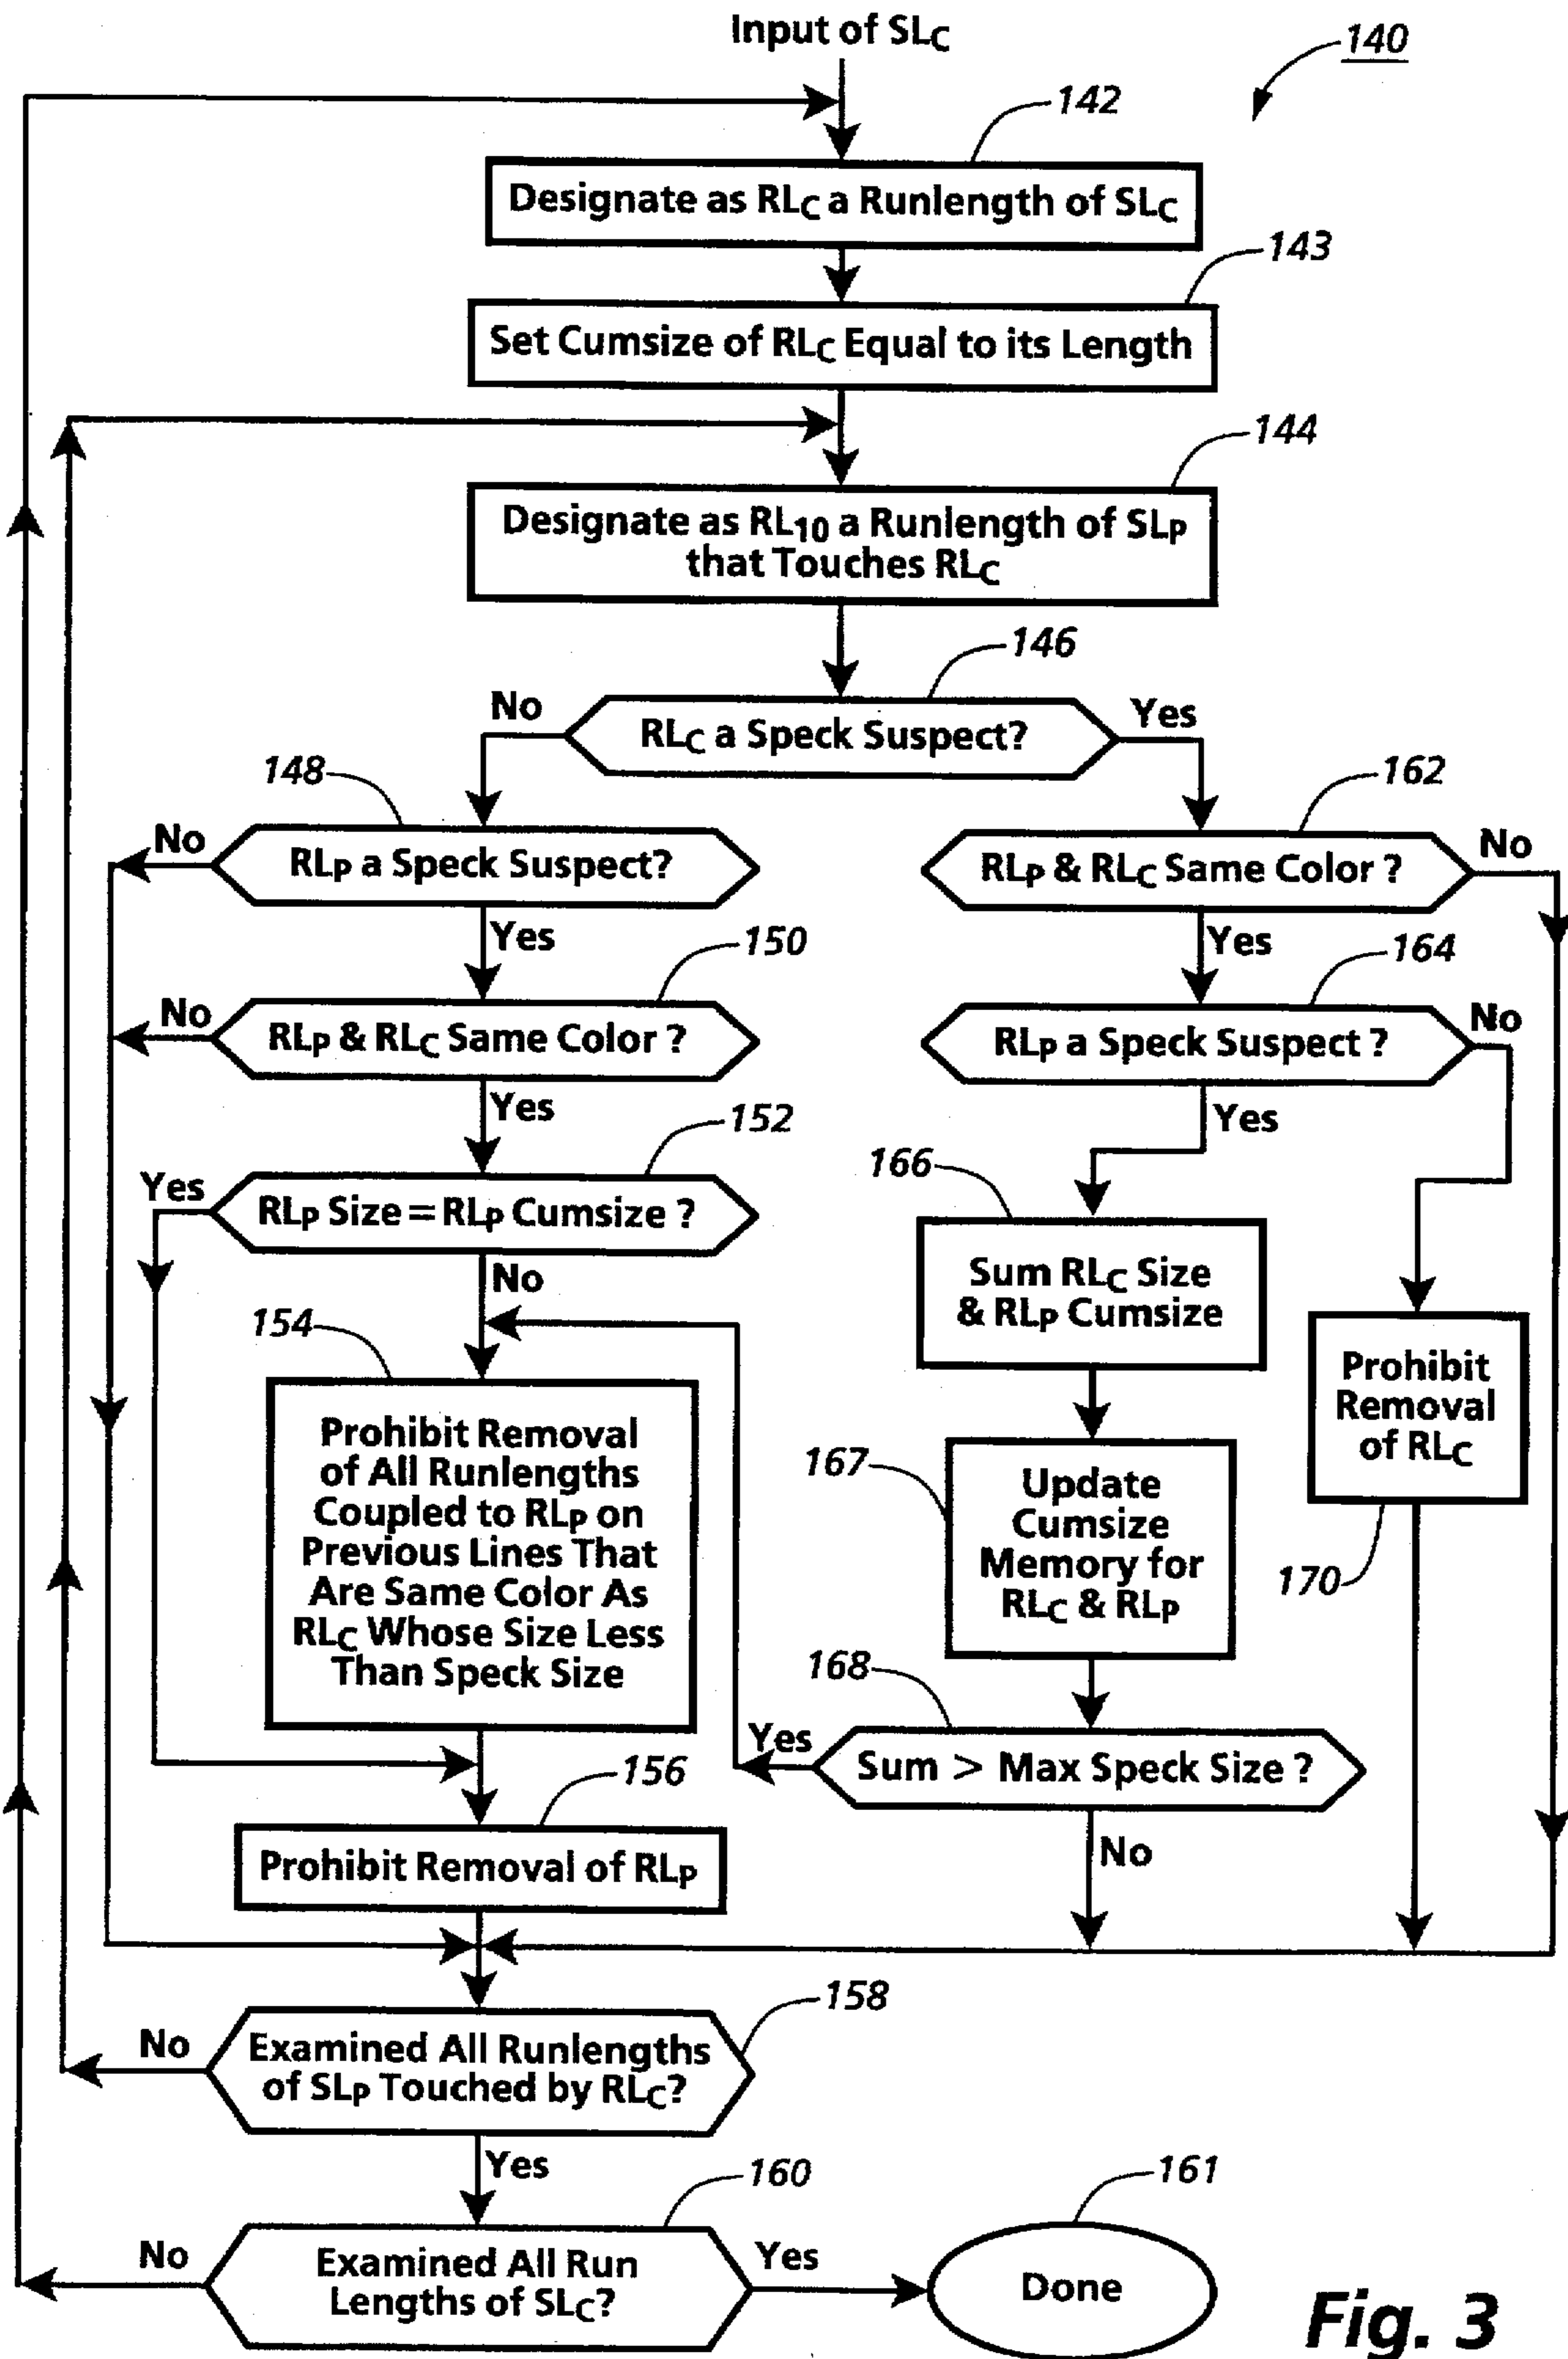 Input of SLC
140
142
Designate as RLC a Runlength of SLC
143
Set Cumsize of RLC Equal to its Length
144
Designate as RL10 a Runlength of SLP
that Touches RLC
146
No
RLC a Speck Suspect?
Yes
148
162
No
RLP a Speck Suspect?
RLP & RLC Same Color ?
No
Yes
150
Yes
164
No
RLP & RLC Same Color ?
RLP a Speck Suspect ?
No
Yes
152
Yes
166
Yes
RLP Size = RLP Cumsize ?
No
Sum RLC Size
& RLP Cumsize
154
Prohibit Removal
of All Runlengths
Coupled to RLP on
Previous Lines That
Are Same Color As
RLC Whose Size Less
Than Speck Size
Prohibit
Removal
of RLC
170
167
Update
Cumsize
Memory for
RLC & RLP
168
Yes
Sum > Max Speck Size ?
156
No
Prohibit Removal of RLP
158
No
Examined All Runlengths
of SLP Touched by RLC?
Yes
160
161
No
Examined All Run
Lengths of SLC?
Yes
Done
Fig. 3